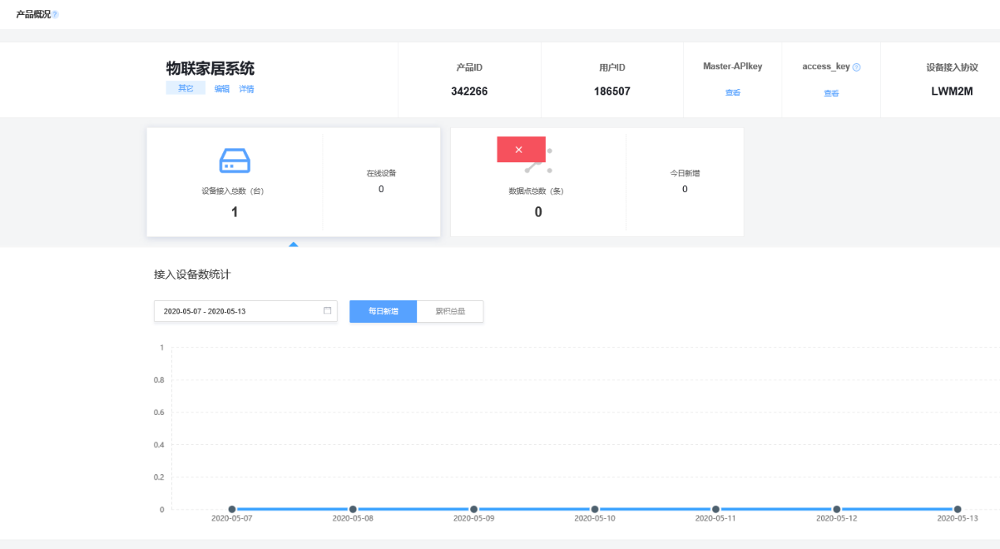 产品概况
物联家居系统
其它 编辑 详情
产品ID
342266
用户ID
186507
Master-APIkey
查看
access_key
查看
设备接入协议
LWM2M
设备接入总数（台）
1
在线设备
0
数据点总数（条）
0
今日新增
0
接入设备数统计
2020-05-07 - 2020-05-13
每日新增 累积总量
1
0.8
0.6
0.4
0.2
0
2020-05-07 2020-05-08 2020-05-09 2020-05-10 2020-05-11 2020-05-12 2020-05-13